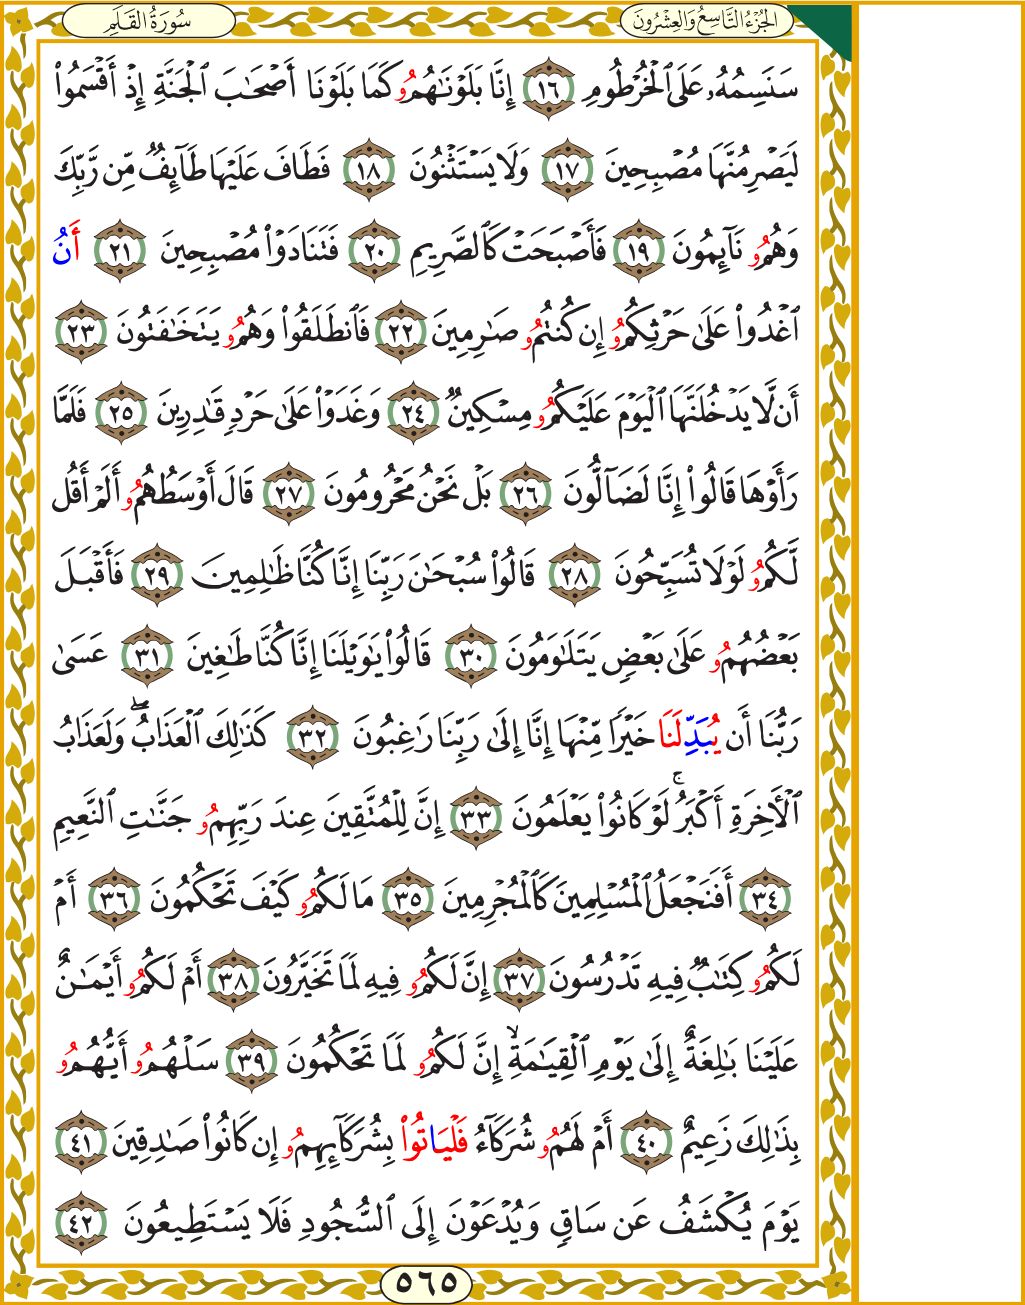 الجُزْءُ التَّاسِعُ وَالعِشْرُونَ
سُورَةُ القَلَمِ
سَنَسِمُهُۥ عَلَى ٱلْخُرْطُومِ ١٦ إِنَّا بَلَوْنَٰهُمُۥ كَمَا بَلَوْنَا أَصْحَٰبَ ٱلْجَنَّةِ إِذْ أَقْسَمُوا۟
لَيَصْرِمُنَّهَا مُصْبِحِينَ ١٧ وَلَا يَسْتَثْنُونَ ١٨ فَطَافَ عَلَيْهَا طَآئِفٌ مِّن رَّبِّكَ
وَهُمُو نَآئِمُونَ ١٩ فَأَصْبَحَتْ كَٱلصَّرِيمِ ٢٠ فَتَنَادَوْا۟ مُصْبِحِينَ ٢١ أَنُ
ٱغْدُوا۟ عَلَىٰ حَرْثِكُمُو إِن كُنتُمُو صَٰرِمِينَ ٢٢ فَٱنطَلَقُوا۟ وَهُمُو يَتَخَٰفَتُونَ ٢٣
أَن لَّا يَدْخُلَنَّهَا ٱلْيَوْمَ عَلَيْكُمُو مِسْكِينٌ ٢٤ وَغَدَوْا۟ عَلَىٰ حَرْدٍ قَٰدِرِينَ ٢٥ فَلَمَّا
رَأَوْهَا قَالُوا۟ إِنَّا لَضَآلُّونَ ٢٦ بَلْ نَحْنُ مَحْرُومُونَ ٢٧ قَالَ أَوْسَطُهُمُو أَلَمْ أَقُل
لَّكُمُو لَوْلَا تُسَبِّحُونَ ٢٨ قَالُوا۟ سُبْحَٰنَ رَبِّنَا إِنَّا كُنَّا ظَٰلِمِينَ ٢٩ فَأَقْبَلَ
بَعْضُهُمُو عَلَىٰ بَعْضٍ يَتَلَٰوَمُونَ ٣٠ قَالُوا۟ يَٰوَيْلَنَا إِنَّا كُنَّا طَٰغِينَ ٣١ عَسَىٰ
رَبُّنَا أَن يُبَدِّلَنَا خَيْرًا مِّنْهَا إِنَّا إِلَىٰ رَبِّنَا رَٰغِبُونَ ٣٢ كَذَٰلِكَ ٱلْعَذَابُ ۖ وَلَعَذَابُ
ٱلْأَخِرَةِ أَكْبَرُ ۚ لَوْ كَانُوا۟ يَعْلَمُونَ ٣٣ إِنَّ لِلْمُتَّقِينَ عِندَ رَبِّهِمُو جَنَّٰتِ ٱلنَّعِيمِ
٣٤ أَفَنَجْعَلُ ٱلْمُسْلِمِينَ كَٱلْمُجْرِمِينَ ٣٥ مَا لَكُمُو كَيْفَ تَحْكُمُونَ ٣٦ أَمْ
لَكُمُو كِتَٰبٌ فِيهِ تَدْرُسُونَ ٣٧ إِنَّ لَكُمُو فِيهِ لَمَا تَخَيَّرُونَ ٣٨ أَمْ لَكُمُو أَيْمَٰنٌ
عَلَيْنَا بَٰلِغَةٌ إِلَىٰ يَوْمِ ٱلْقِيَٰمَةِ ۙ إِنَّ لَكُمُو لَمَا تَحْكُمُونَ ٣٩ سَلْهُمُو أَيُّهُمُو
بِذَٰلِكَ زَعِيمٌ ٤٠ أَمْ لَهُمُو شُرَكَآءُ فَلْيَاتُوا۟ بِشُرَكَآئِهِمُو إِن كَانُوا۟ صَٰدِقِينَ ٤١
يَوْمَ يُكْشَفُ عَن سَاقٍ وَيُدْعَوْنَ إِلَى ٱلسُّجُودِ فَلَا يَسْتَطِيعُونَ ٤٢
٥٦٥